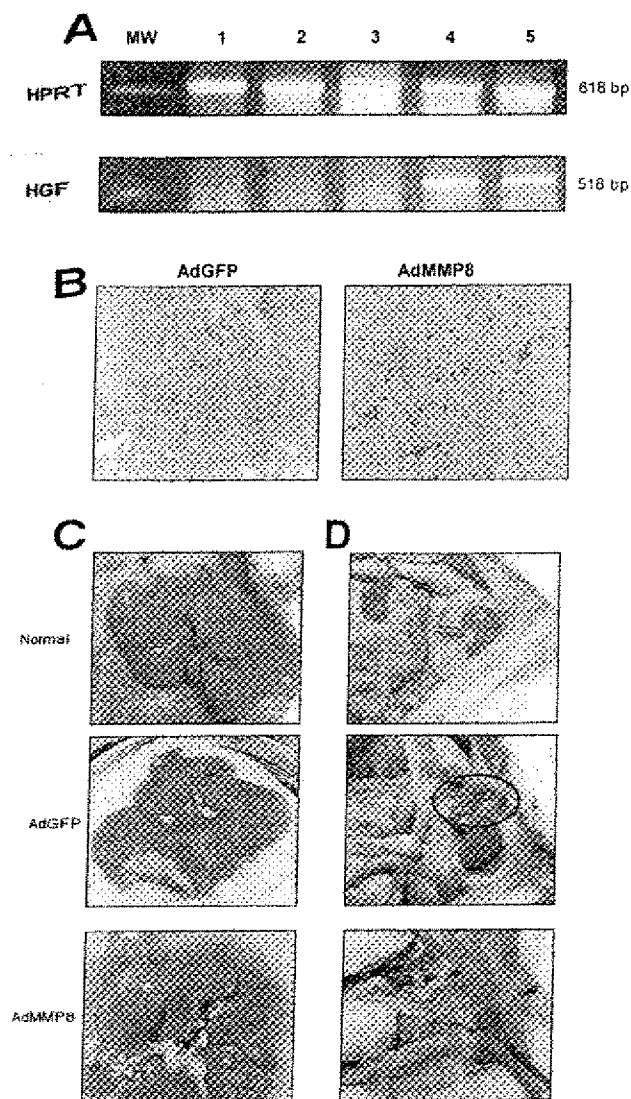 A
MW 1 2 3 4 5
HPRT 618 bp
HGF 518 bp
B
AdGFP AdMMP8
C D
Normal
AdGFP
AdMMP8